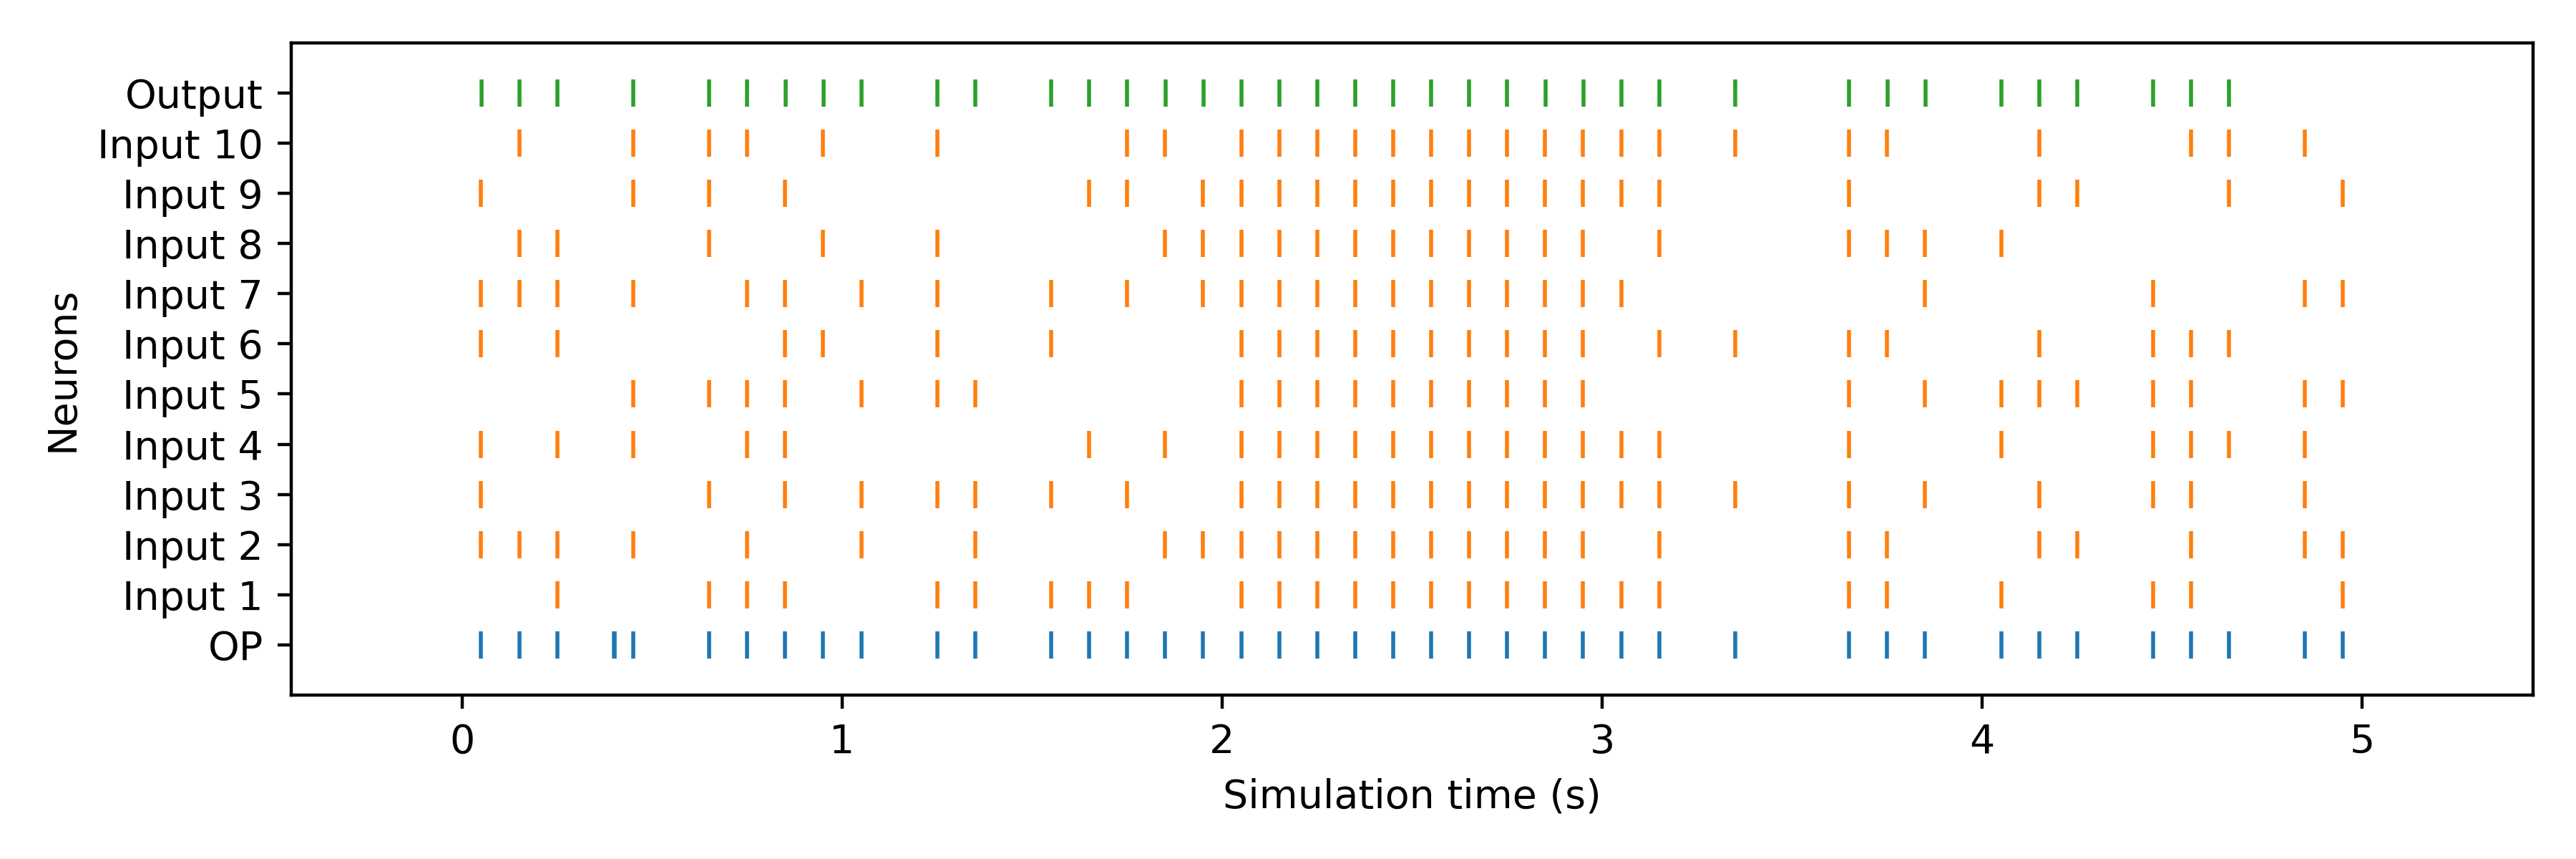 Output
Input 10
Input 9
Input 8
Input 7
Input 6
Input 5
Input 4
Input 3
Input 2
Input 1
OP
Neurons
0 1 2 3 4 5
Simulation time (s)